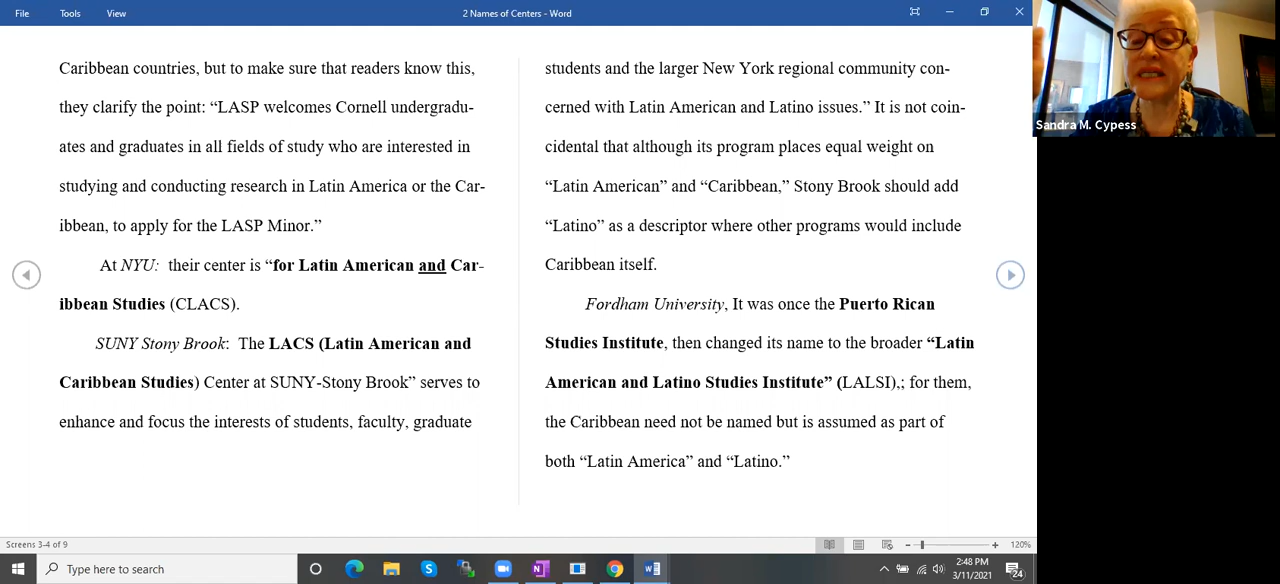 File Tools View 2 Names of Centers - Word
Caribbean countries, but to make sure that readers know this,
they clarify the point: “LASP welcomes Cornell undergradu-
ates and graduates in all fields of study who are interested in
studying and conducting research in Latin America or the Car-
ibbean, to apply for the LASP Minor.”
At NYU: their center is “for Latin American and Car-
ibbean Studies (CLACS).
SUNY Stony Brook: The LACS (Latin American and
Caribbean Studies) Center at SUNY-Stony Brook” serves to
enhance and focus the interests of students, faculty, graduate
students and the larger New York regional community con-
cerned with Latin American and Latino issues.” It is not coin-
cidental that although its program places equal weight on
“Latin American” and “Caribbean,” Stony Brook should add
“Latino” as a descriptor where other programs would include
Caribbean itself.
Fordham University, It was once the Puerto Rican
Studies Institute, then changed its name to the broader “Latin
American and Latino Studies Institute” (LALSI),; for them,
the Caribbean need not be named but is assumed as part of
both “Latin America” and “Latino.”
Sandra M. Cypess
Screens 3-4 of 9
120%
Type here to search
2:48 PM
3/11/2021
24